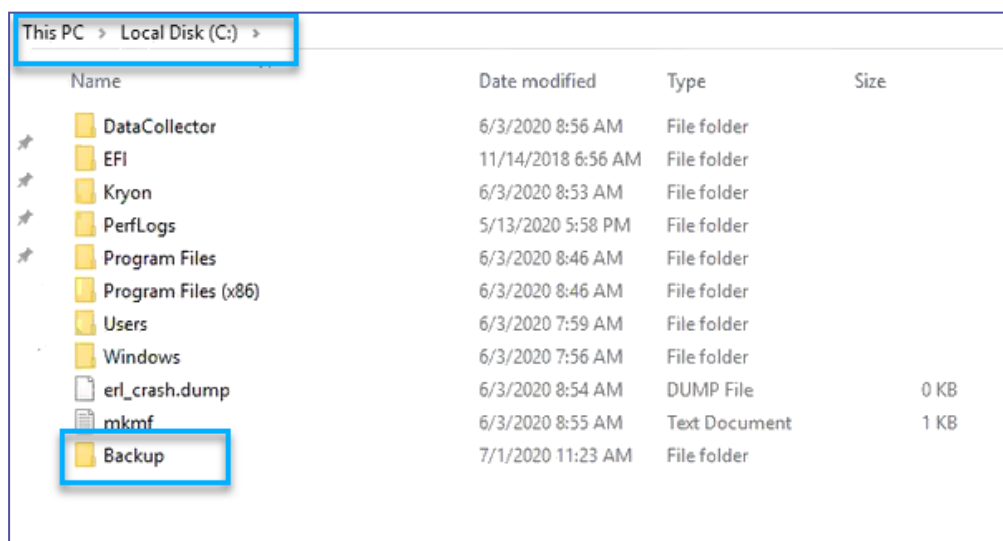 This PC > Local Disk (C:) >
Name Date modified Type Size
DataCollector 6/3/2020 8:56 AM File folder
EFI 11/14/2018 6:56 AM File folder
Kryon 6/3/2020 8:53 AM File folder
PerfLogs 5/13/2020 5:58 PM File folder
Program Files 6/3/2020 8:46 AM File folder
Program Files (x86) 6/3/2020 8:46 AM File folder
Users 6/3/2020 7:59 AM File folder
Windows 6/3/2020 7:56 AM File folder
erl_crash.dump 6/3/2020 8:54 AM DUMP File 0 KB
mkmf 6/3/2020 8:55 AM Text Document 1 KB
Backup 7/1/2020 11:23 AM File folder